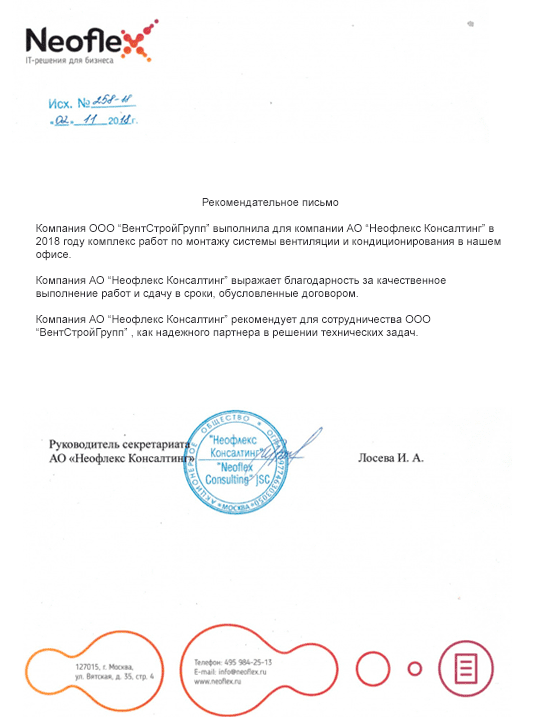 Neoflex
IT-решения для бизнеса
Исх. № 258-18
«02» 11 2018г.
Рекомендательное письмо
Компания ООО “ВентСтройГрупп” выполнила для компании АО “Неофлекс Консалтинг” в
2018 году комплекс работ по монтажу системы вентиляции и кондиционирования в нашем
офисе.
Компания АО “Неофлекс Консалтинг” выражает благодарность за качественное
выполнение работ и сдачу в сроки, обусловленные договором.
Компания АО “Неофлекс Консалтинг” рекомендует для сотрудничества ООО
“ВентСтройГрупп” , как надежного партнера в решении технических задач.
Руководитель секретариата
АО «Неофлекс Консалтинг»
Лосева И. А.
АКЦИОНЕРНОЕ ОБЩЕСТВО
"Неофлекс
Консалтинг"
"Neoflex
Consulting" JSC
МОСКВА
127015, г. Москва,
ул. Вятская, д. 35, стр. 4
Телефон: 495 984-25-13
E-mail: info@neoflex.ru
www.neoflex.ru